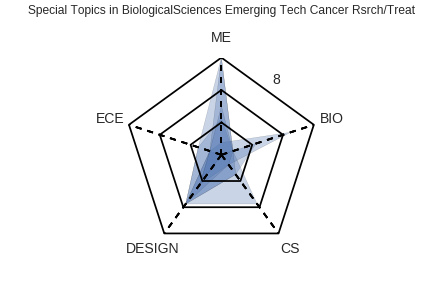 Special Topics in BiologicalSciences Emerging Tech Cancer Rsrch/Treat
ME
8
ECE
BIO
DESIGN
CS